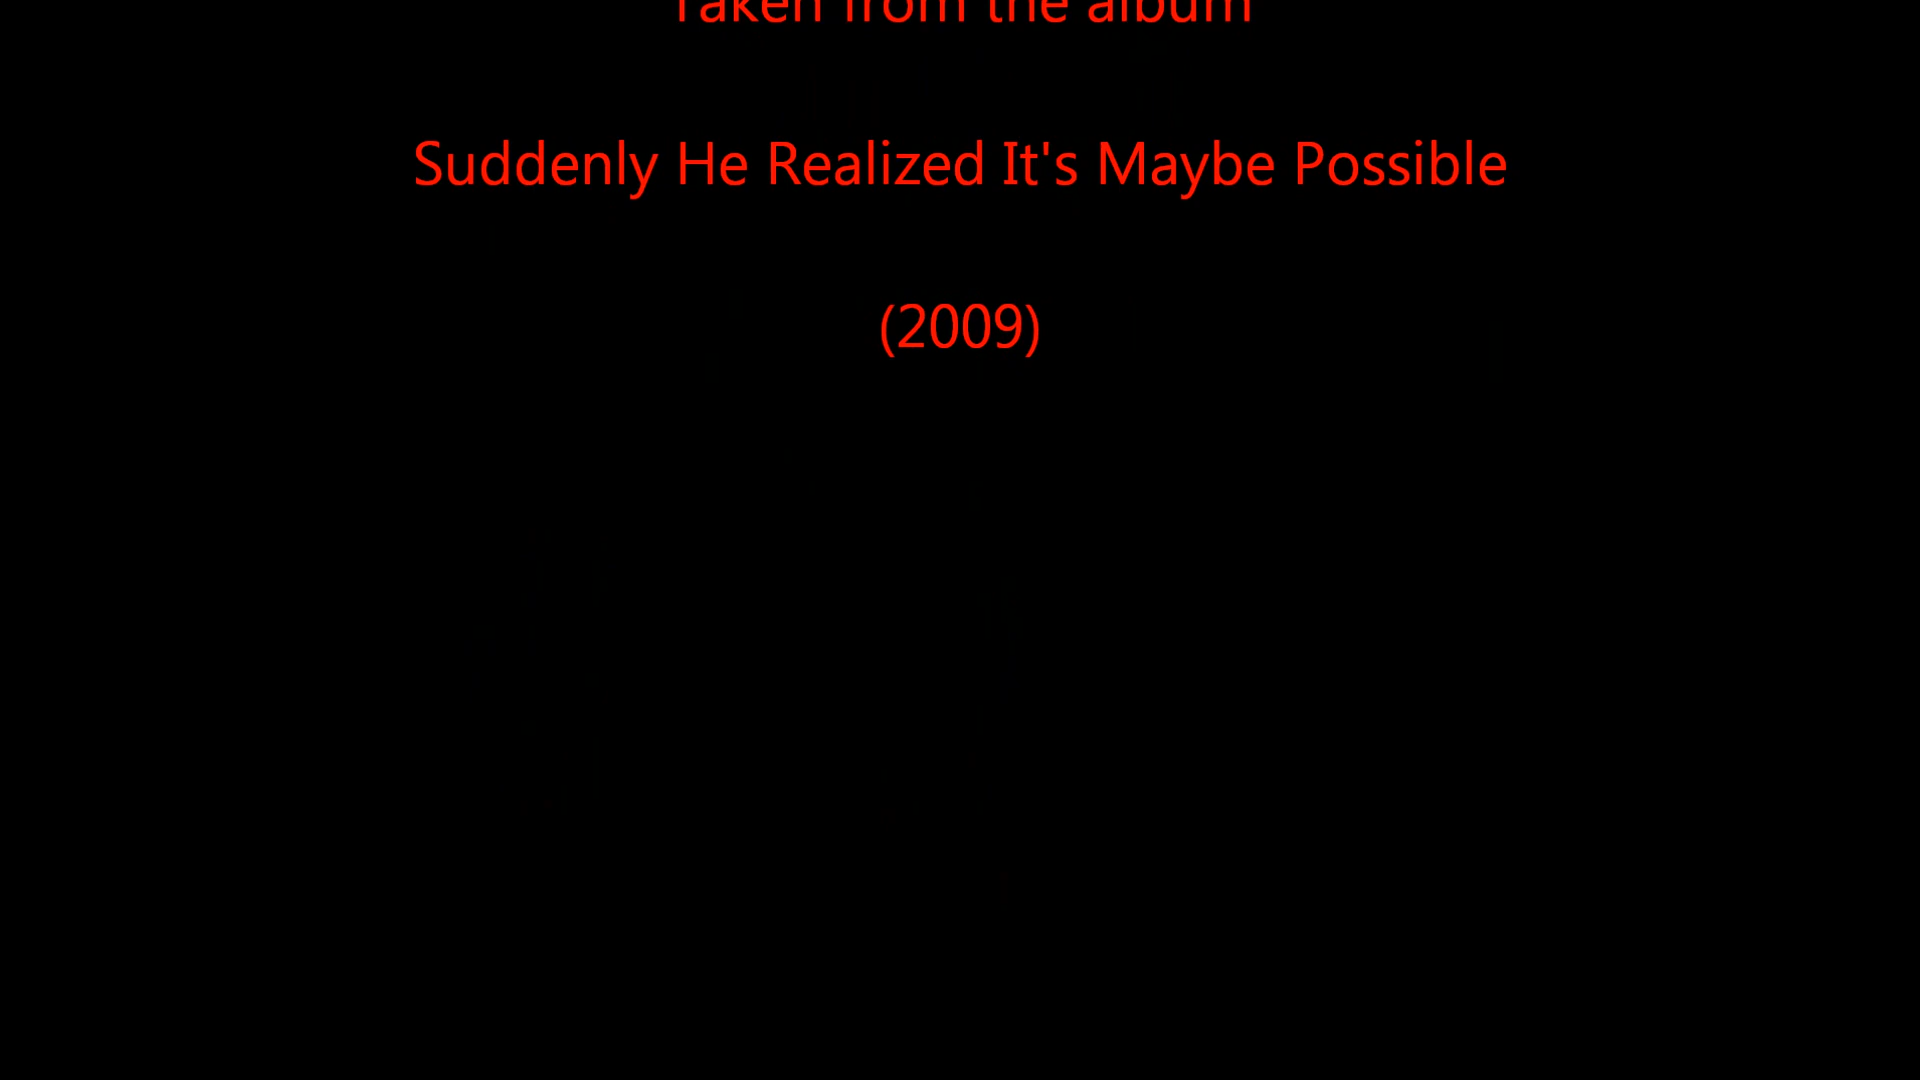 Taken from the album
Suddenly He Realized It's Maybe Possible
(2009)